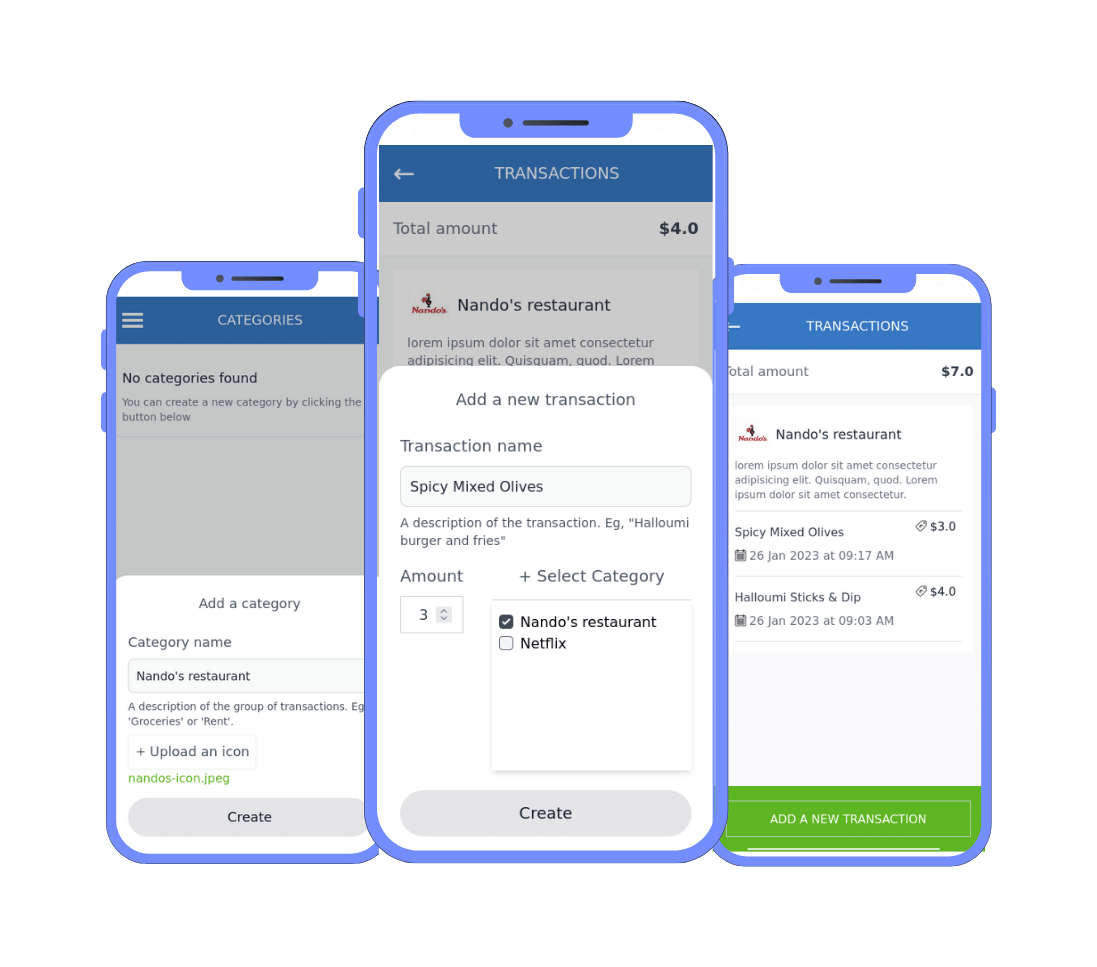 CATEGORIES
No categories found
You can create a new category by clicking the
button below
Add a category
Category name
Nando's restaurant
A description of the group of transactions. Eg
'Groceries' or 'Rent'.
+ Upload an icon
nandos-icon.jpeg
Create
TRANSACTIONS
Total amount $4.0
Nando's Nando's restaurant
lorem ipsum dolor sit amet consectetur
adipisicing elit. Quisquam, quod. Lorem
Add a new transaction
Transaction name
Spicy Mixed Olives
A description of the transaction. Eg, "Halloumi
burger and fries"
Amount + Select Category
3
Nando's restaurant
Netflix
Create
TRANSACTIONS
Total amount $7.0
Nando's Nando's restaurant
lorem ipsum dolor sit amet consectetur
adipisicing elit. Quisquam, quod. Lorem
ipsum dolor sit amet consectetur.
Spicy Mixed Olives $3.0
26 Jan 2023 at 09:17 AM
Halloumi Sticks & Dip $4.0
26 Jan 2023 at 09:03 AM
ADD A NEW TRANSACTION